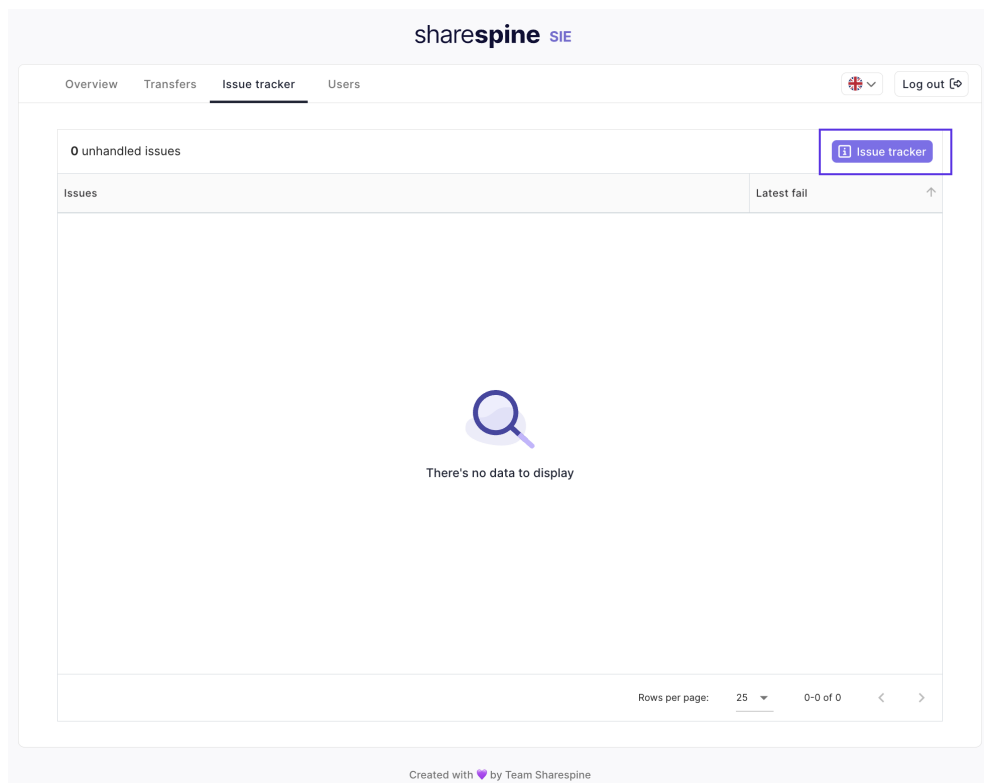 sharespine SIE
Overview Transfers Issue tracker Users Log out
0 unhandled issues Issue tracker
Issues Latest fail
There's no data to display
Rows per page: 25 0-0 of 0
Created with 💜 by Team Sharespine